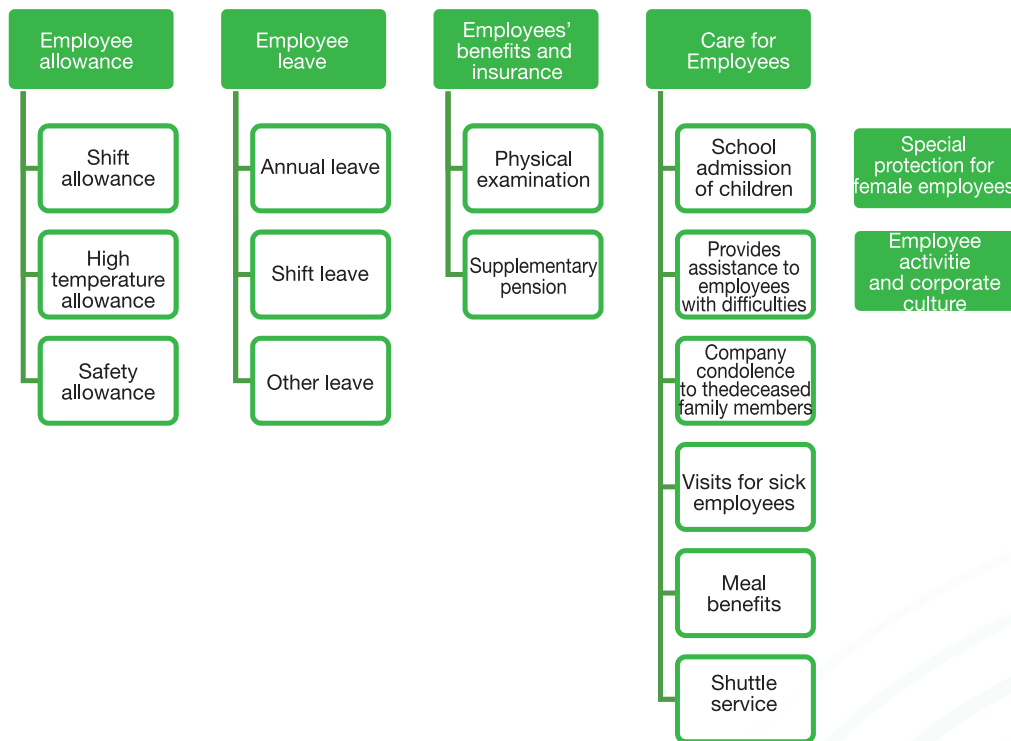 Employee
allowance
Shift
allowance
High
temperature
allowance
Safety
allowance
Employee
leave
Annual leave
Shift leave
Other leave
Employees'
benefits and
insurance
Physical
examination
Supplementary
pension
Care for
Employees
School
admission
of children
Provides
assistance to
employees
with difficulties
Company
condolence
to thedeceased
family members
Visits for sick
employees
Meal
benefits
Shuttle
service
Special
protection for
female employees
Employee
activitie
and corporate
culture